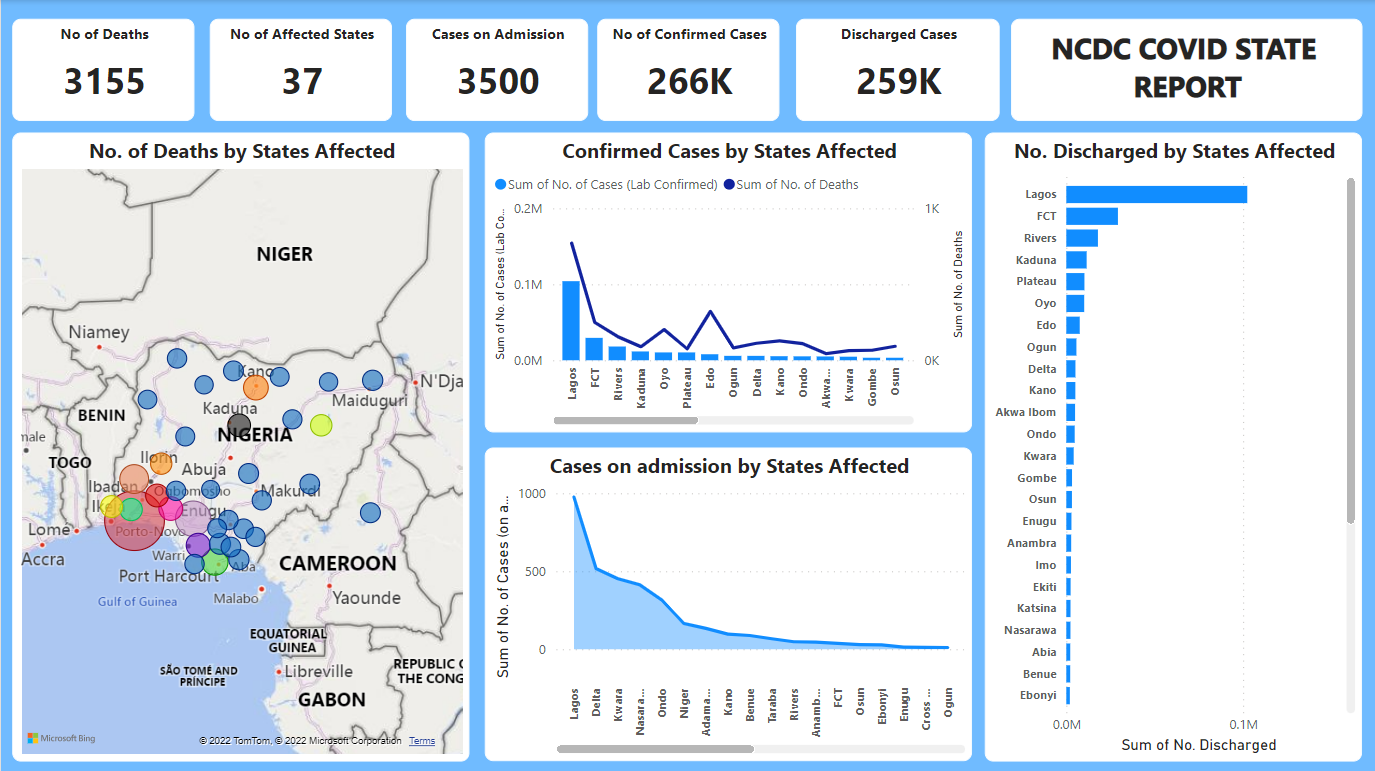 No of Deaths
3155
No of Affected States
37
Cases on Admission
3500
No of Confirmed Cases
266K
Discharged Cases
259K
NCDC COVID STATE
REPORT
No. of Deaths by States Affected
NIGER
Niamey
Kano
N'Dja
Maiduguri
BENIN
Kaduna
NIGERIA
TOGO
Ilorin
Abuja
Ibadan
Ogbomosho
Makurdi
Enugu
Lomé
Porto-Novo
Accra
Warri
Aba
Port Harcourt
CAMEROON
Gulf of Guinea
Malabo
Yaounde
EQUATORIAL
GUINEA
SÃO TOMÉ AND
PRÍNCIPE
Libreville
REPUBLIC
THE CONG
GABON
Microsoft Bing
© 2022 TomTom, © 2022 Microsoft Corporation
Terms
Confirmed Cases by States Affected
Sum of No. of Cases (Lab Confirmed)
Sum of No. of Deaths
Sum of No. of Cases (Lab Co...
0.2M
0.1M
0.0M
1K
0K
Sum of No. of Deaths
Lagos
FCT
Rivers
Kaduna
Oyo
Plateau
Edo
Ogun
Delta
Kano
Ondo
Akwa...
Kwara
Gombe
Osun
Cases on admission by States Affected
Sum of No. of Cases (on a...
1000
500
0
Lagos
Delta
Kwara
Nasara...
Ondo
Niger
Adama...
Kano
Benue
Taraba
Rivers
Anamb...
FCT
Osun
Ebonyi
Enugu
Cross ...
Ogun
No. Discharged by States Affected
Lagos
FCT
Rivers
Kaduna
Plateau
Oyo
Edo
Ogun
Delta
Kano
Akwa Ibom
Ondo
Kwara
Gombe
Osun
Enugu
Anambra
Imo
Ekiti
Katsina
Nasarawa
Abia
Benue
Ebonyi
0.0M
0.1M
Sum of No. Discharged